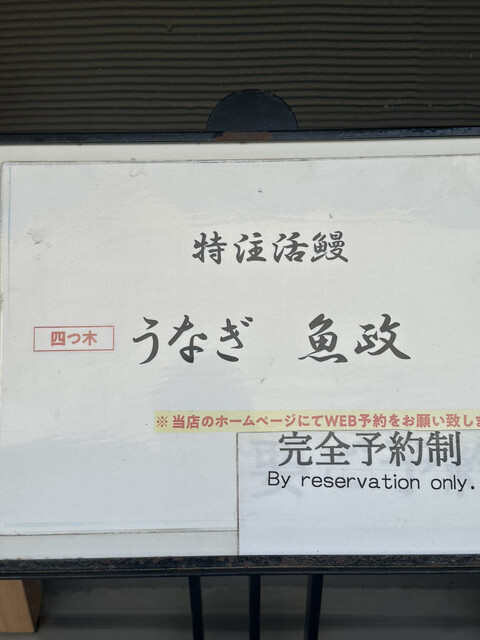 特注活鰻
四つ木 うなぎ 魚政
※当店のホームページにてWEB予約をお願い致しま
完全予約制
By reservation only.